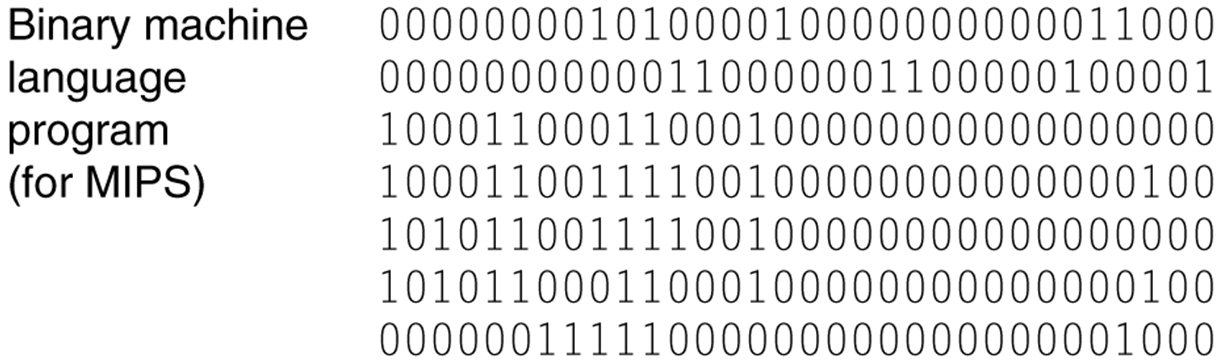 Binary machine 00000000101000010000000000011000
language 00000000000110000001100000100001
program 10001100011000100000000000000000
(for MIPS) 10001100111100100000000000000100
10101100111100100000000000000000
10101100011000100000000000000100
00000011111000000000000000001000